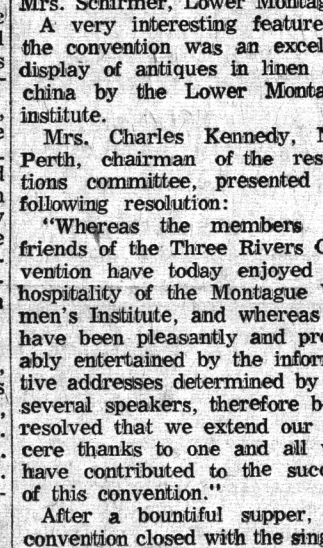 Mrs. Schirmer, Lower Montag
A very interesting feature
the convention was an excel
display of antiques in linen
china by the Lower Monta
institute.
Mrs. Charles Kennedy,
Perth, chairman of the res
tions committee, presented
following resolution:
"Whereas the members
friends of the Three Rivers C
vention have today enjoyed
hospitality of the Montague
men's Institute, and whereas
have been pleasantly and pro
ably entertained by the infor
tive addresses determined by
several speakers, therefore b
resolved that we extend our
cere thanks to one and all
have contributed to the succ
of this convention."
After a bountiful supper,
convention closed with the sing